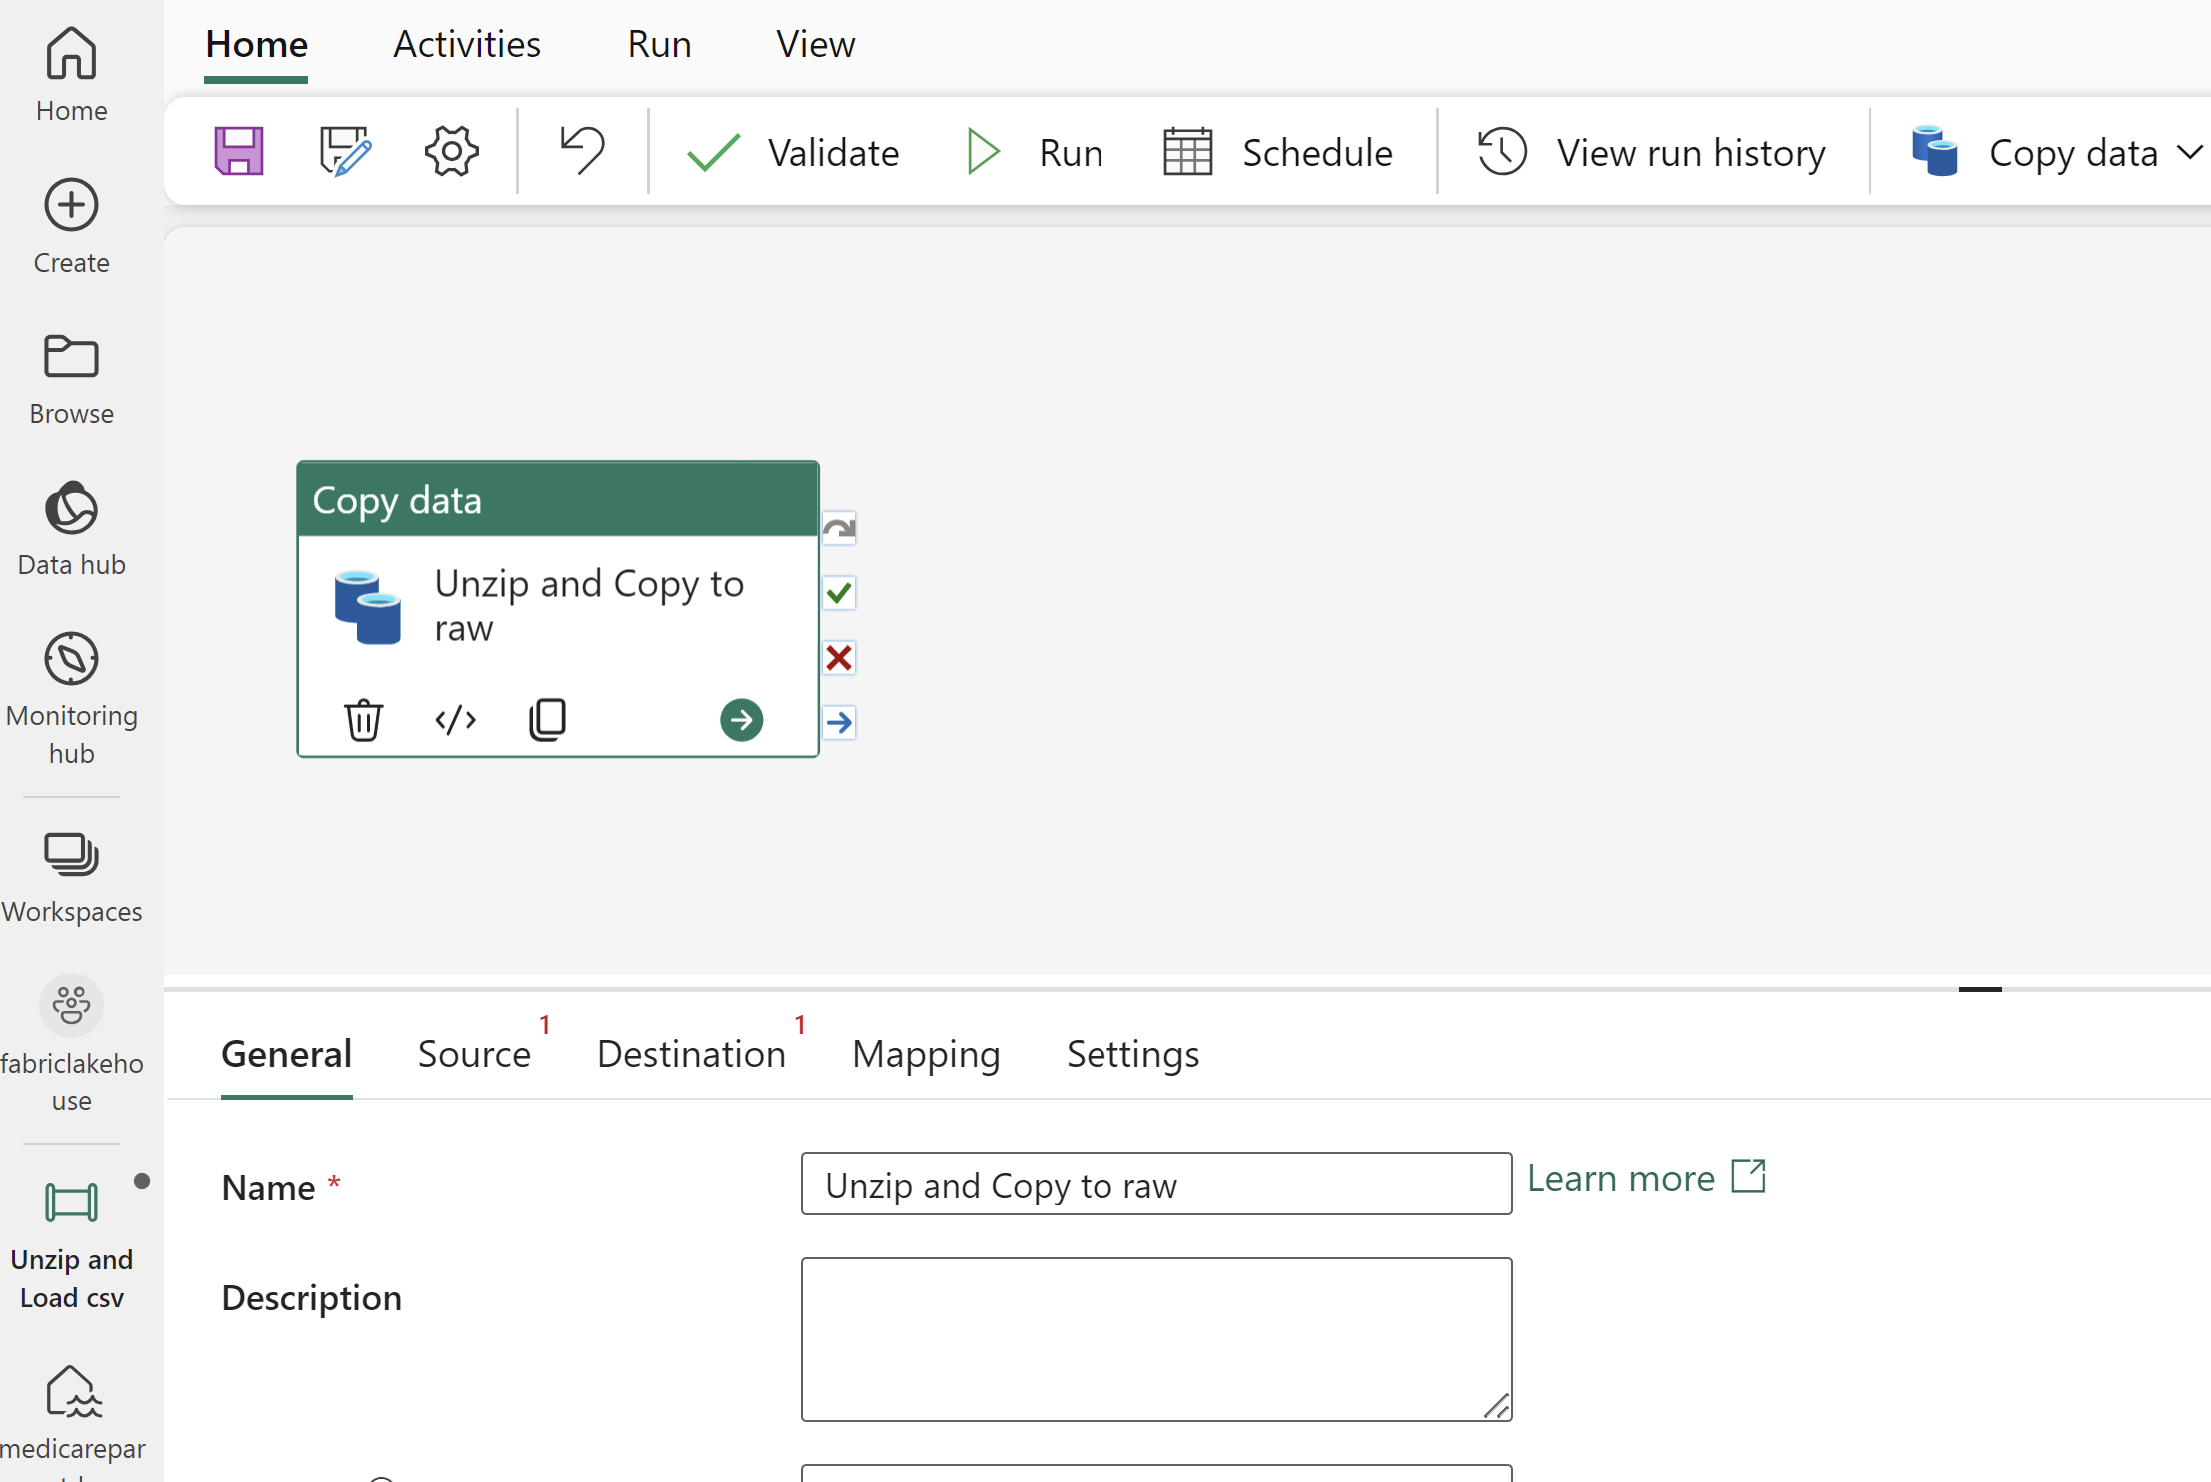 Home
Activities
Run
View
Validate
Run
Schedule
View run history
Copy data
Home
Create
Browse
Data hub
Monitoring
hub
Workspaces
fabriclakeho
use
Unzip and
Load csv
medicarepar
Copy data
Unzip and Copy to
raw
</>
General
Source 1
Destination 1
Mapping
Settings
Name *
Unzip and Copy to raw
Learn more
Description